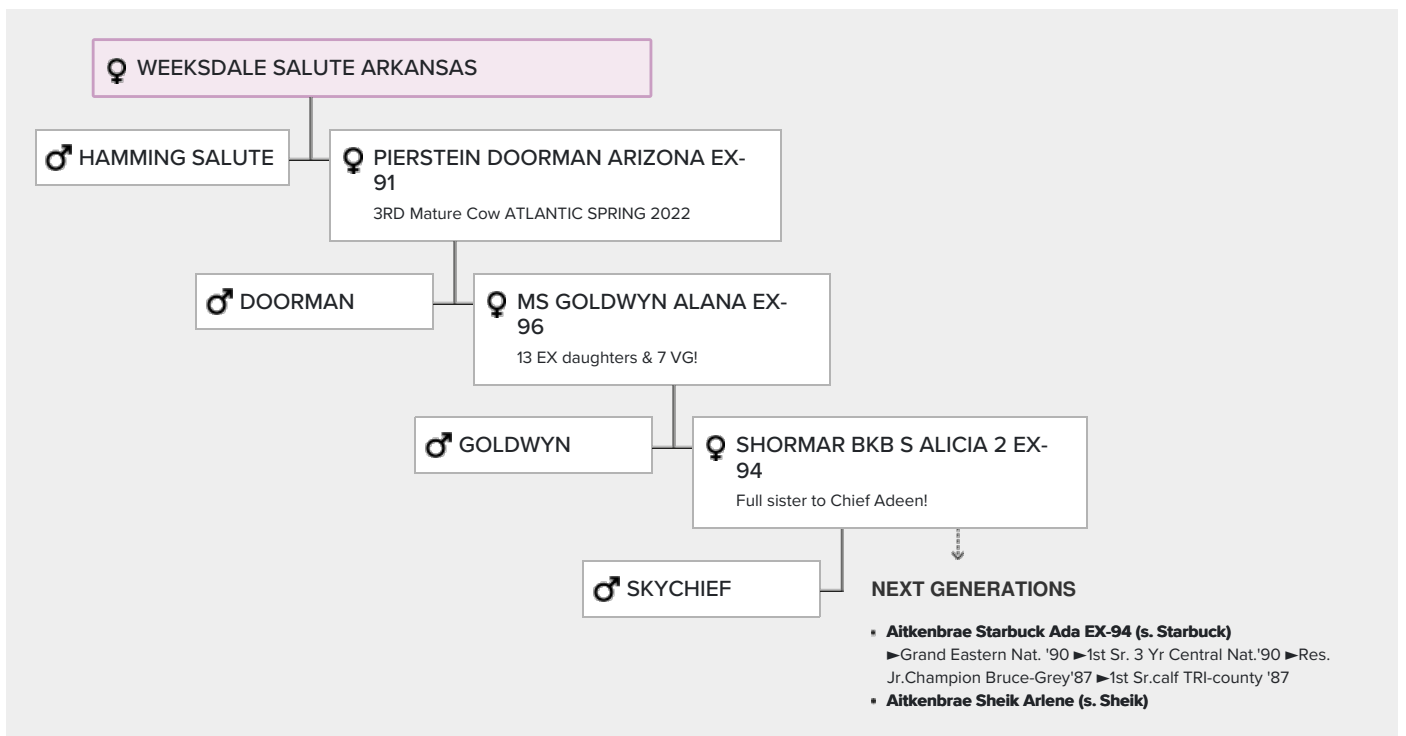 WEEKSDALE SALUTE ARKANSAS
HAMMING SALUTE
PIERSTEIN DOORMAN ARIZONA EX-
91
3RD Mature Cow ATLANTIC SPRING 2022
DOORMAN
MS GOLDWYN ALANA EX-
96
13 EX daughters & 7 VG!
GOLDWYN
SHORMAR BKB S ALICIA 2 EX-
94
Full sister to Chief Adeen!
SKYCHIEF
NEXT GENERATIONS
▪ Aitkenbrae Starbuck Ada EX-94 (s. Starbuck)
►Grand Eastern Nat. '90 ►1st Sr. 3 Yr Central Nat.'90 ►Res.
Jr.Champion Bruce-Grey'87 ►1st Sr.calf TRI-county '87
▪ Aitkenbrae Sheik Arlene (s. Sheik)